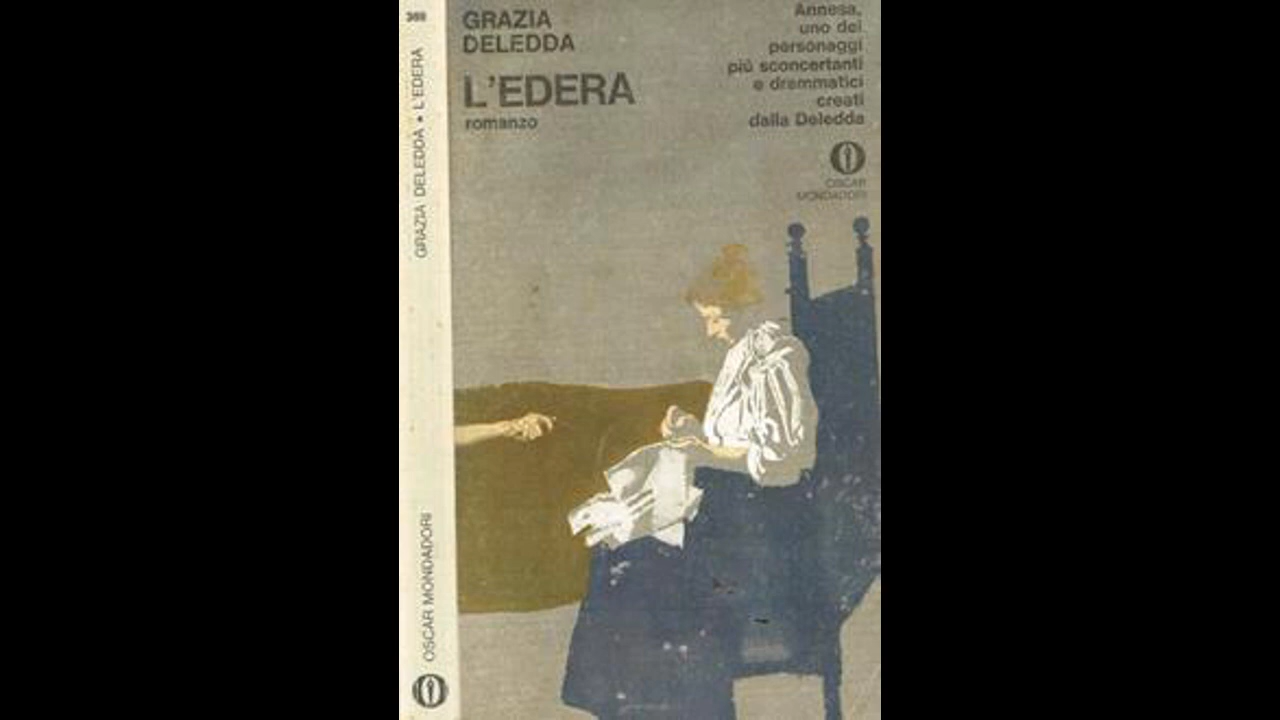 369
GRAZIA DELEDDA • L'EDERA
OSCAR MONDADORI
GRAZIA
DELEDDA
L'EDERA
romanzo
Annesa,
uno dei
personaggi
più sconcertanti
e drammatici
creati
dalla Deledda
OSCAR
MONDADORI